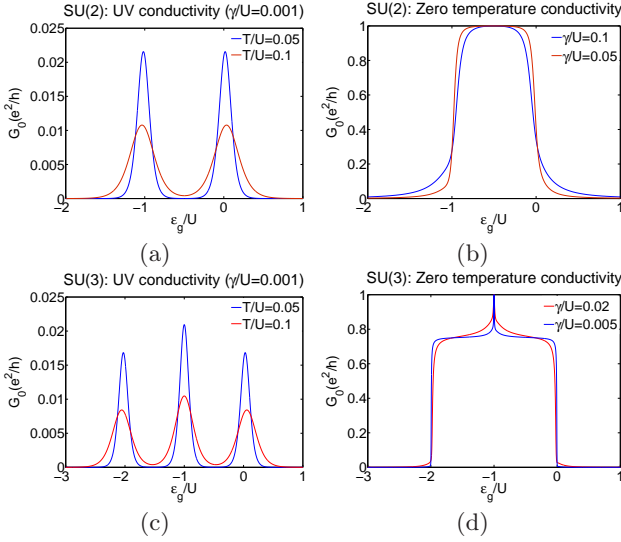 SU(2): UV conductivity (γ/U=0.001)
0.025
0.02
0.015
0.01
0.005
0
G₀(e²/h)
T/U=0.05
T/U=0.1
−2 −1 0 1
ε_g/U
(a)
SU(2): Zero temperature conductivity
1
0.8
0.6
0.4
0.2
0
G₀(e²/h)
γ/U=0.1
γ/U=0.05
−2 −1 0 1
ε_g/U
(b)
SU(3): UV conductivity (γ/U=0.001)
0.025
0.02
0.015
0.01
0.005
0
G₀(e²/h)
T/U=0.05
T/U=0.1
−3 −2 −1 0 1
ε_g/U
(c)
SU(3): Zero temperature conductivity
1
0.8
0.6
0.4
0.2
0
G₀(e²/h)
γ/U=0.02
γ/U=0.005
−3 −2 −1 0 1
ε_g/U
(d)